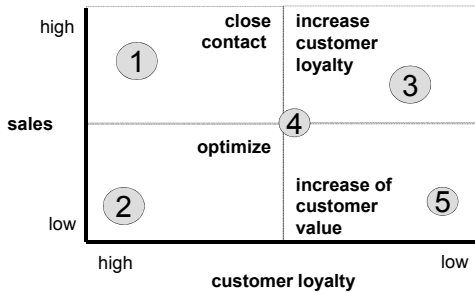 high
close
contact
increase
customer
loyalty
1
3
sales
4
optimize
2
increase of
customer
value
5
low
high
low
customer loyalty